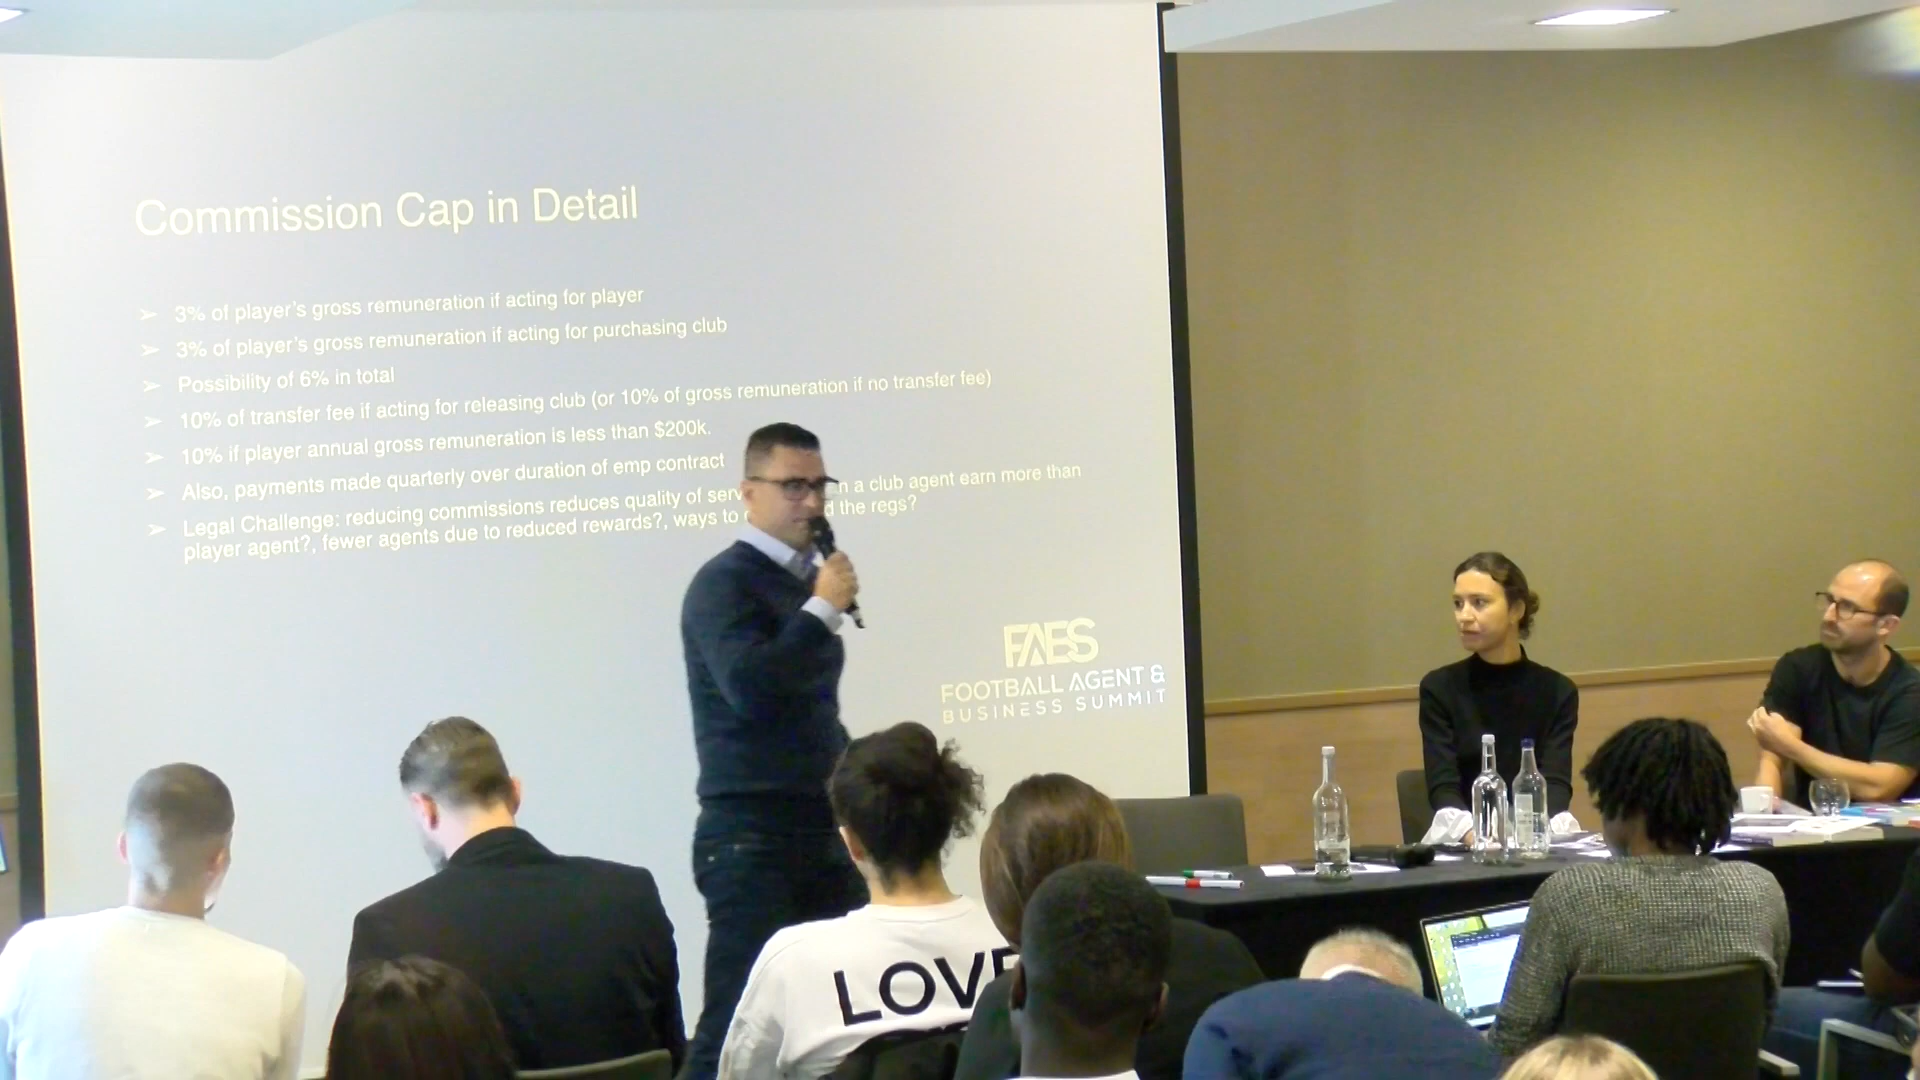 Commission Cap in Detail
➢ 3% of player's gross remuneration if acting for player
➢ 3% of player's gross remuneration if acting for purchasing club
➢ Possibility of 6% in total
➢ 10% of transfer fee if acting for releasing club (or 10% of gross remuneration if no transfer fee)
➢ 10% if player annual gross remuneration is less than $200k.
➢ Also, payments made quarterly over duration of emp contract
➢ Legal Challenge: reducing commissions reduces quality of a club agent earn more than
player agent?, fewer agents due to reduced rewards?, ways to the regs?
FAES
FOOTBALL AGENT &
BUSINESS SUMMIT
LOVE